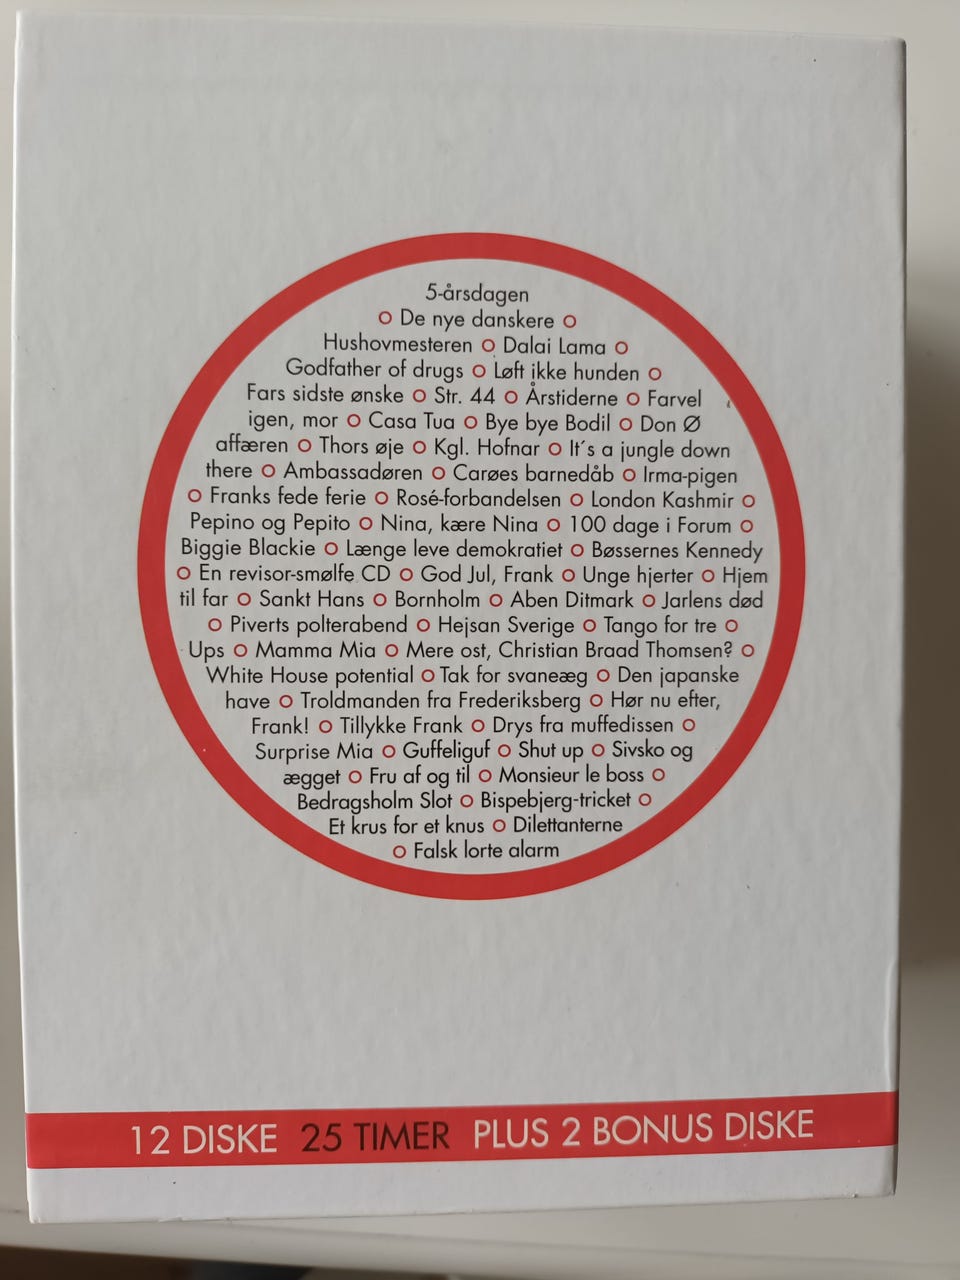 5-årsdagen
o De nye danskere o
Hushovmesteren o Dalai Lama o
Godfather of drugs o Løft ikke hunden o
Fars sidste ønske o Str. 44 o Årstiderne o Farvel
igen, mor o Casa Tua o Bye bye Bodil o Don Ø
affæren o Thors øje o Kgl. Hofnar o It´s a jungle down
there o Ambassadøren o Carøes barnedåb o Irma-pigen
o Franks fede ferie o Rosé-forbandelsen o London Kashmir o
Pepino og Pepito o Nina, kære Nina o 100 dage i Forum o
Biggie Blackie o Længe leve demokratiet o Bøssernes Kennedy
o En revisor-smølfe CD o God Jul, Frank o Unge hjerter o Hjem
til far o Sankt Hans o Bornholm o Aben Ditmark o Jarlens død
o Piverts polterabend o Hejsan Sverige o Tango for tre o
Ups o Mamma Mia o Mere ost, Christian Braad Thomsen? o
White House potential o Tak for svaneæg o Den japanske
have o Troldmanden fra Frederiksberg o Hør nu efter,
Frank! o Tillykke Frank o Drys fra muffedissen o
Surprise Mia o Guffeliguf o Shut up o Sivsko og
ægget o Fru af og til o Monsieur le boss o
Bedragsholm Slot o Bispebjerg-tricket o
Et krus for et knus o Dilettanterne
o Falsk lorte alarm
12 DISKE 25 TIMER PLUS 2 BONUS DISKE